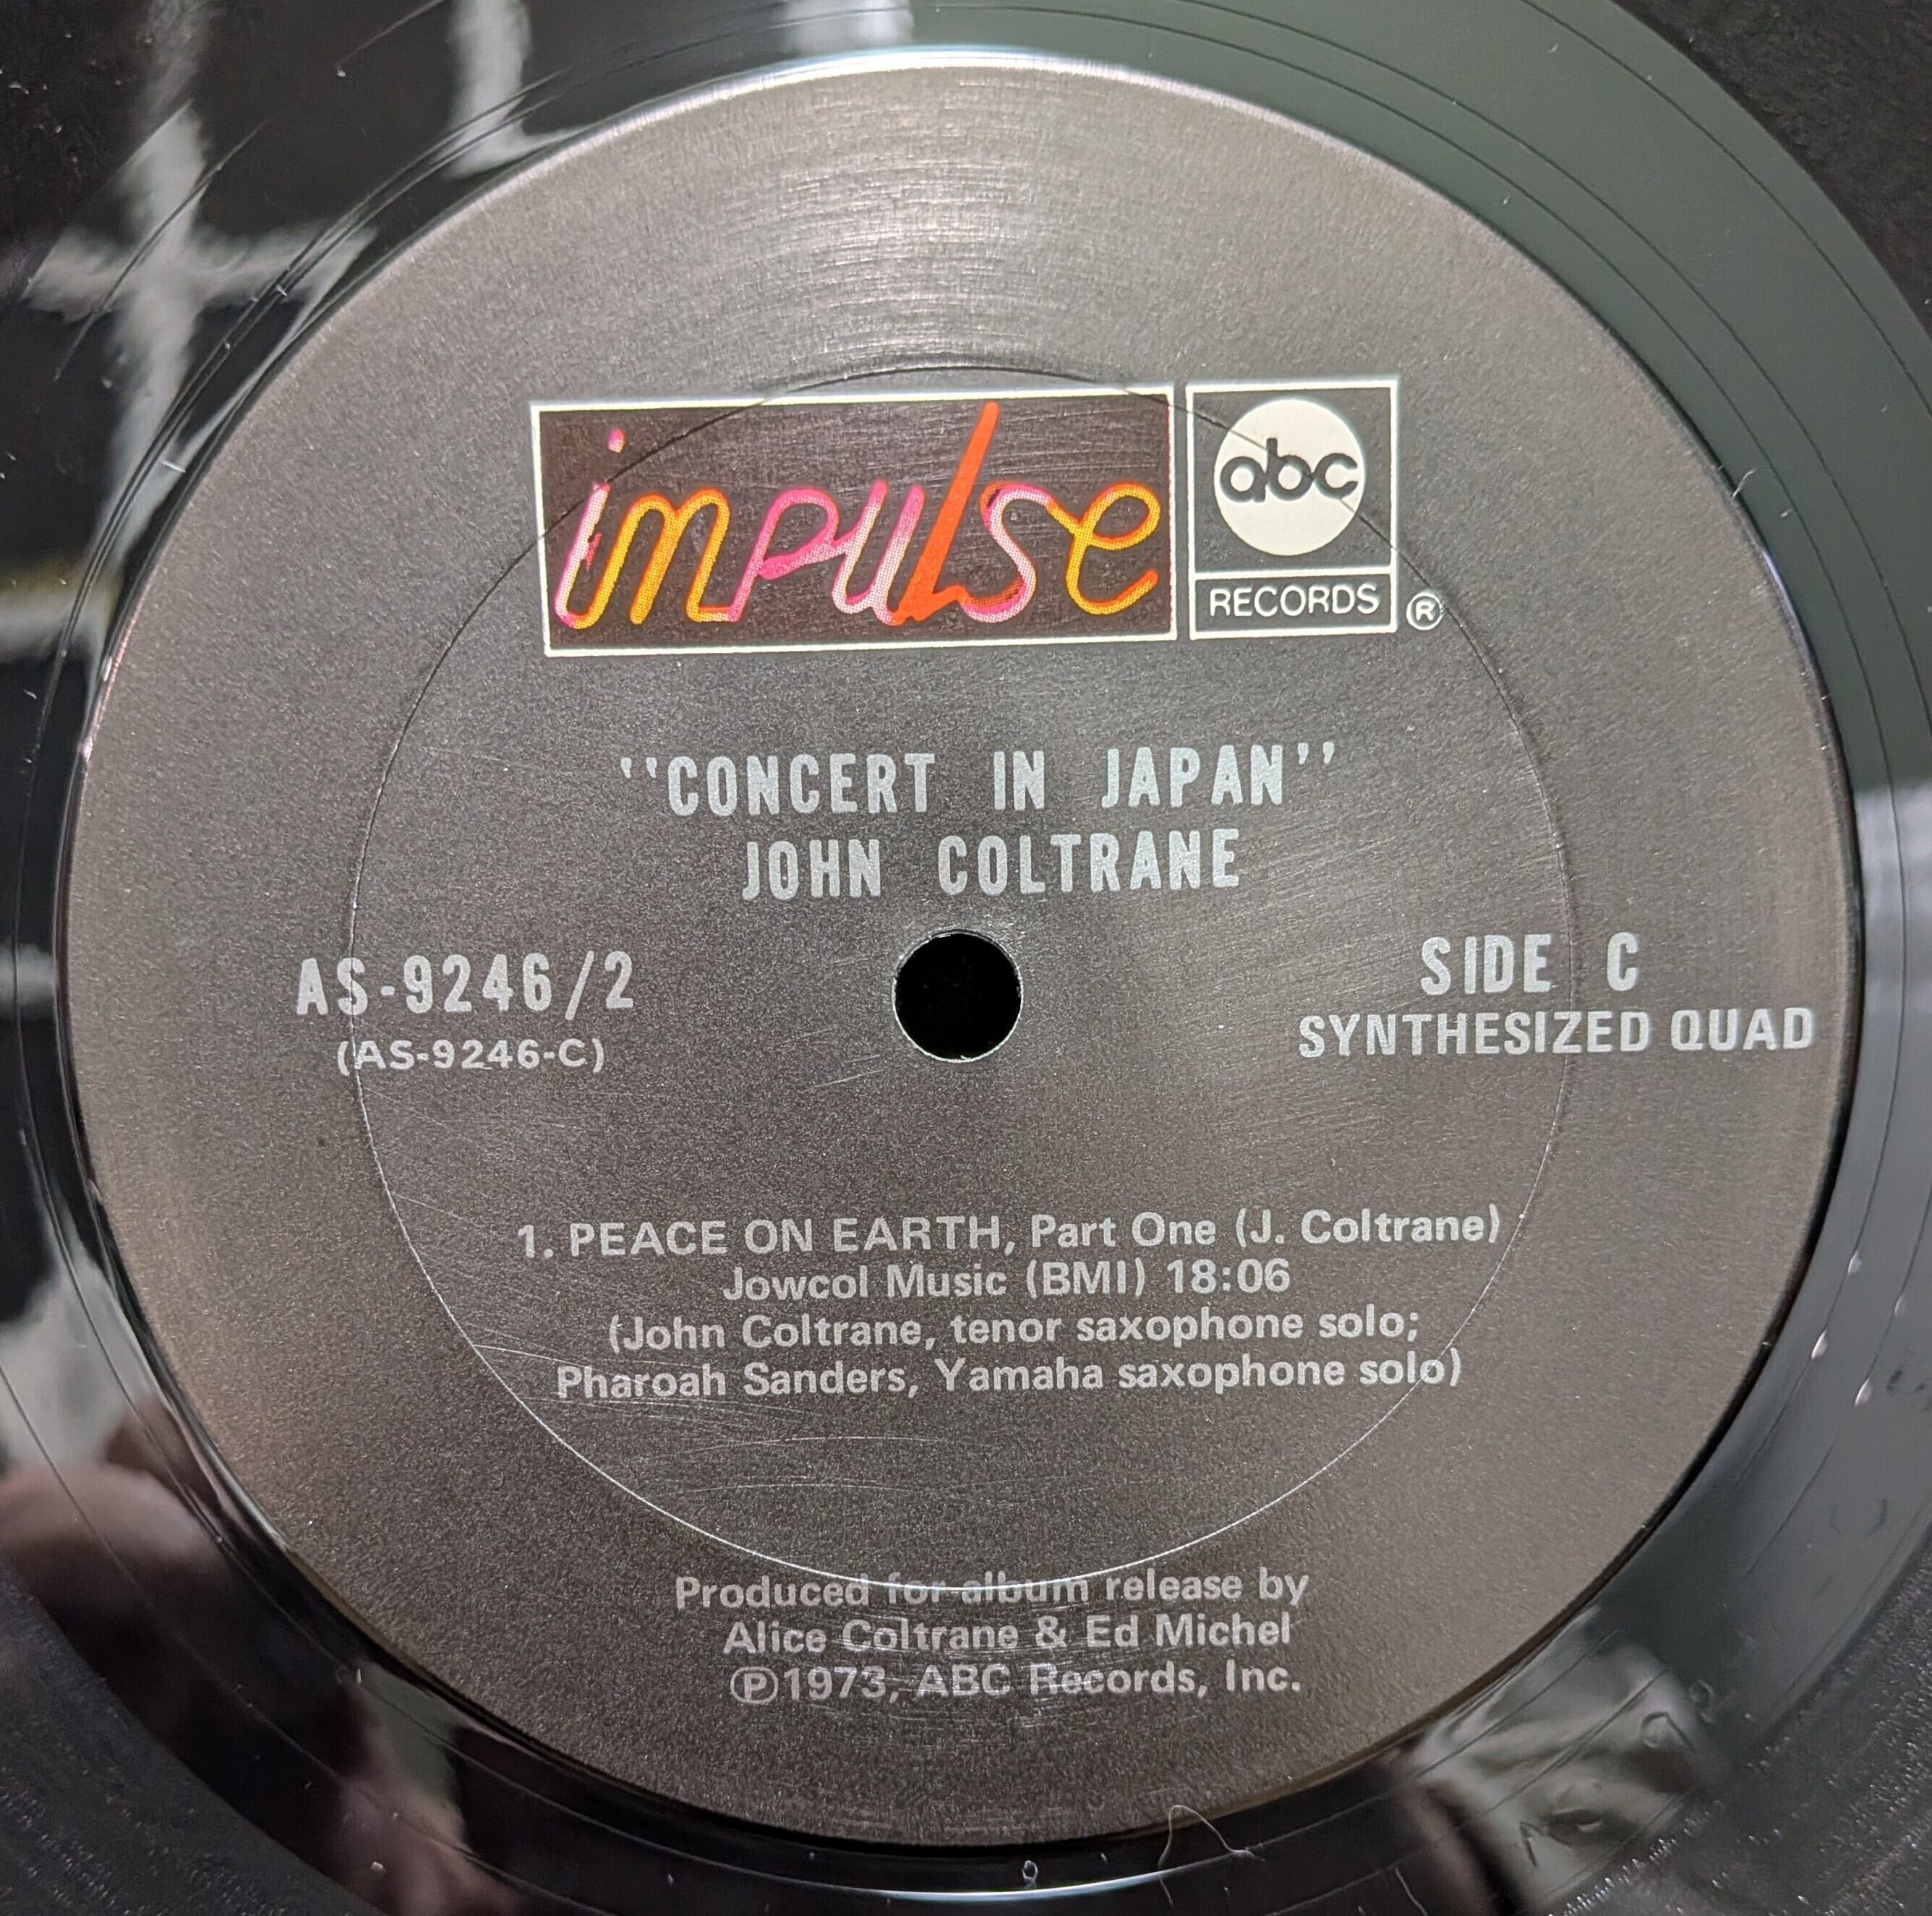 impulse
abc
RECORDS ®
"CONCERT IN JAPAN"
JOHN COLTRANE
AS-9246/2
(AS-9246-C)
SIDE C
SYNTHESIZED QUAD
1. PEACE ON EARTH, Part One (J. Coltrane)
Jowcol Music (BMI) 18:06
(John Coltrane, tenor saxophone solo;
Pharoah Sanders, Yamaha saxophone solo)
Produced for album release by
Alice Coltrane & Ed Michel
℗1973, ABC Records, Inc.